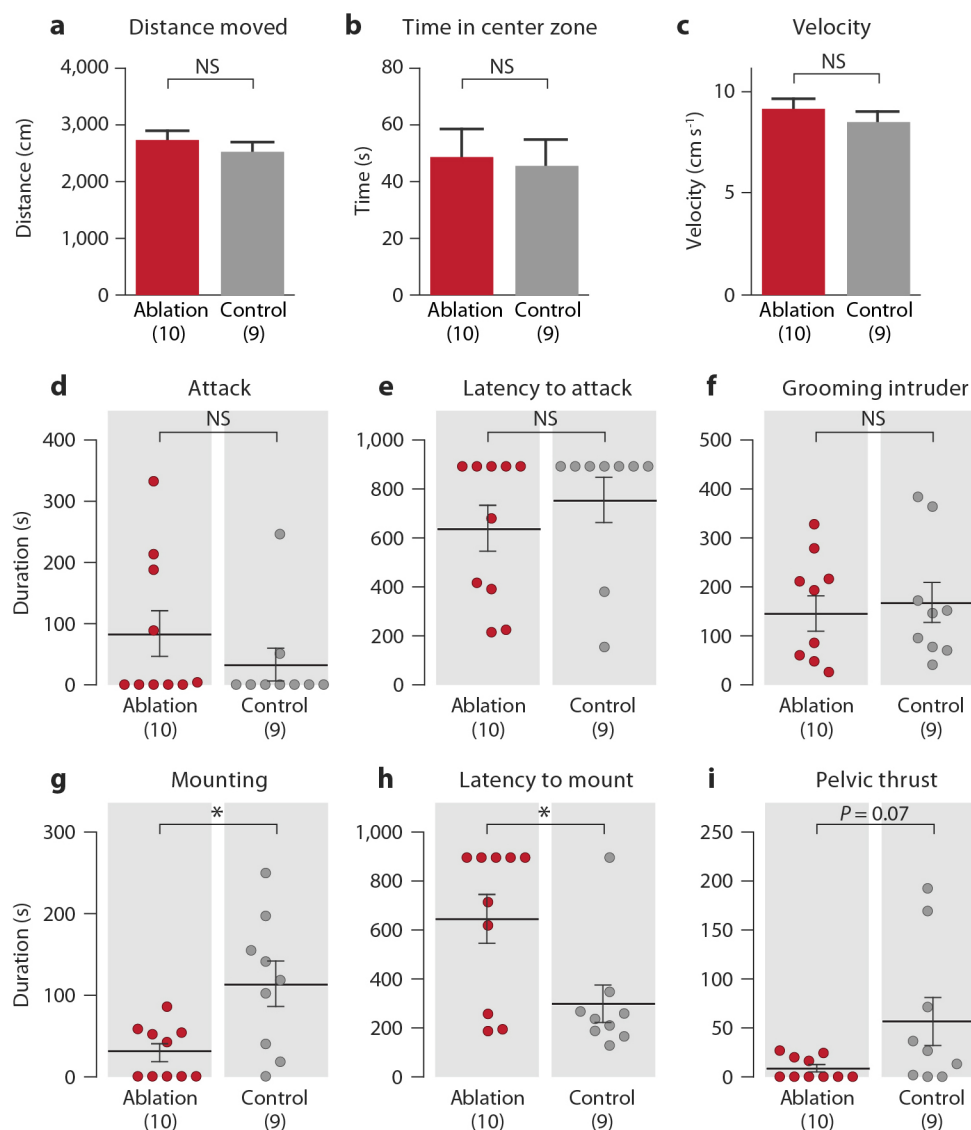 a Distance moved
4,000
3,000
2,000
1,000
0
Distance (cm)
NS
Ablation
(10)
Control
(9)
b Time in center zone
80
60
40
20
0
Time (s)
NS
Ablation
(10)
Control
(9)
c Velocity
10
5
0
Velocity (cm s⁻¹)
NS
Ablation
(10)
Control
(9)
d Attack
400
300
200
100
0
Duration (s)
NS
Ablation
(10)
Control
(9)
e Latency to attack
1,000
800
600
400
200
0
NS
Ablation
(10)
Control
(9)
f Grooming intruder
500
400
300
200
100
0
NS
Ablation
(10)
Control
(9)
g Mounting
300
200
100
0
Duration (s)
*
Ablation
(10)
Control
(9)
h Latency to mount
1,000
800
600
400
200
0
*
Ablation
(10)
Control
(9)
i Pelvic thrust
250
200
150
100
50
0
P = 0.07
Ablation
(10)
Control
(9)